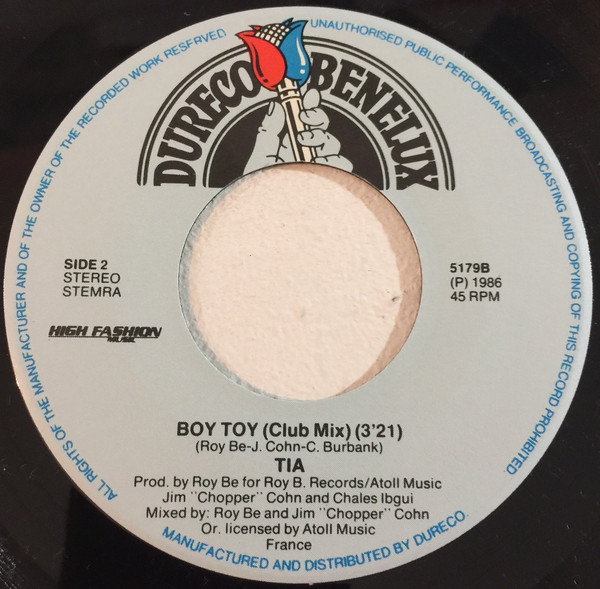 ALL RIGHTS OF THE MANUFACTURER AND OF THE OWNER OF THE RECORDED WORK RESERVED
UNAUTHORISED PUBLIC PERFORMANCE BROADCASTING AND COPYING OF THIS RECORD PROHIBITED.
DURECO BENELUX
SIDE 2
STEREO
STEMRA
5179B
(P) 1986
45 RPM
HIGH FASHION
MUSIC
BOY TOY (Club Mix) (3'21)
(Roy Be-J. Cohn-C. Burbank)
TIA
Prod. by Roy Be for Roy B. Records/Atoll Music
Jim "Chopper" Cohn and Chales Ibgui
Mixed by: Roy Be and Jim "Chopper" Cohn
Or. licensed by Atoll Music
France
MANUFACTURED AND DISTRIBUTED BY DURECO.